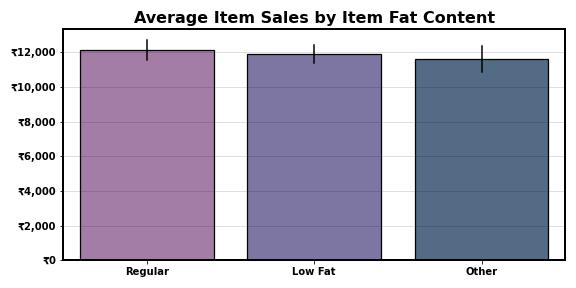 Average Item Sales by Item Fat Content
₹12,000
₹10,000
₹8,000
₹6,000
₹4,000
₹2,000
₹0
Regular
Low Fat
Other